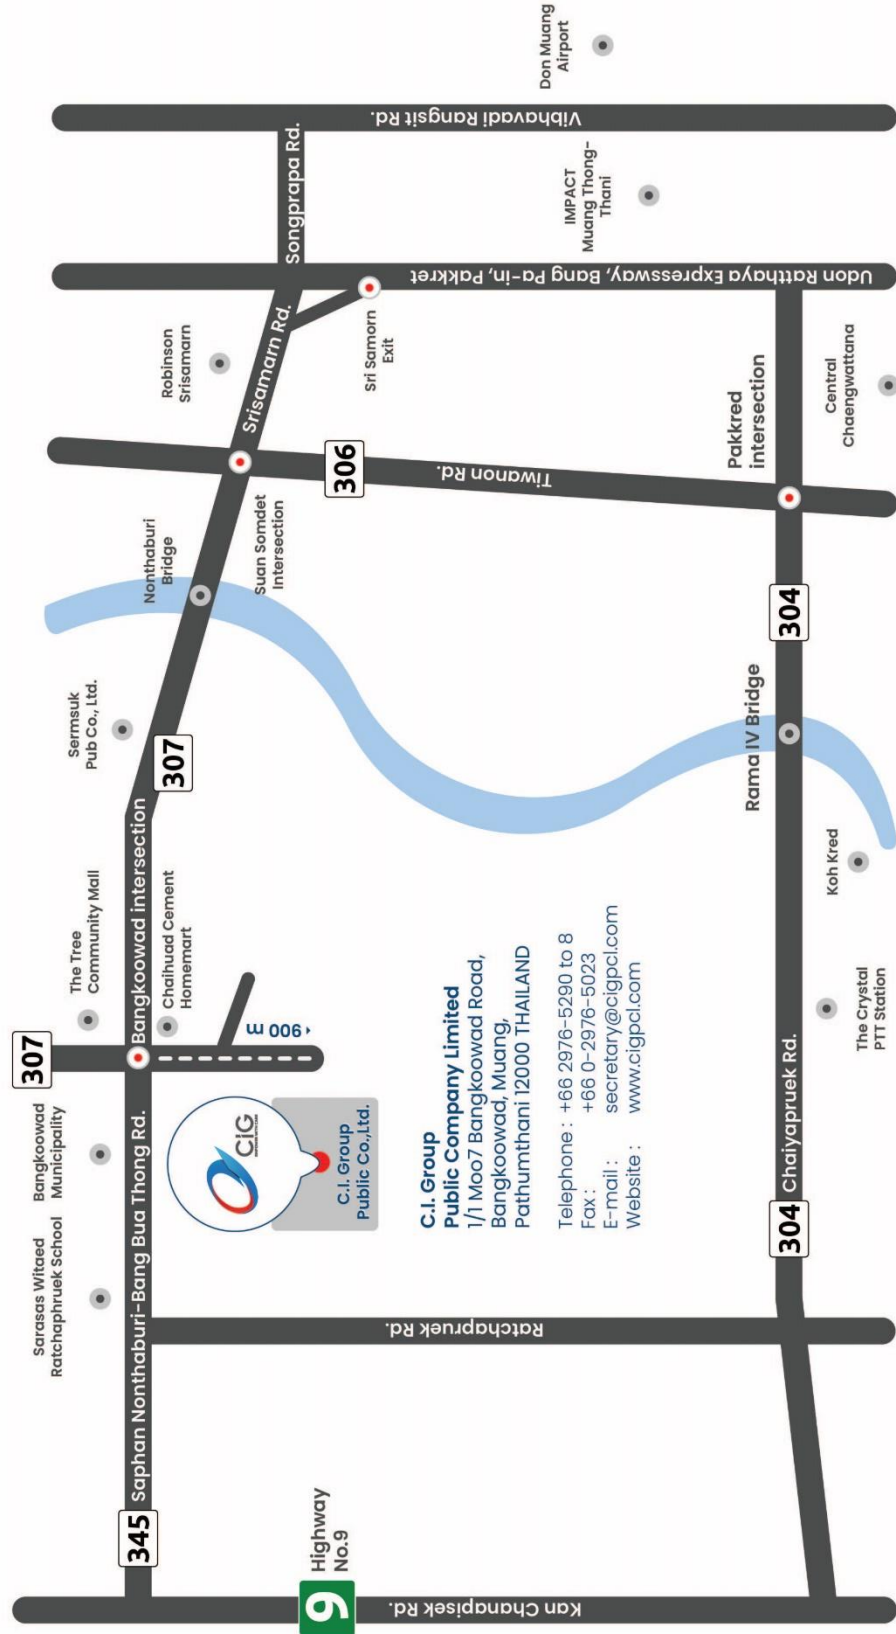 Sarasas Witaed
Ratchaphruek School
Bangkoowad
Municipality
307
The Tree
Community Mall
Sermsuk
Pub Co., Ltd.
Nonthaburi
Bridge
Robinson
Srisamarn
345
Saphan Nonthaburi-Bang Bua Thong Rd.
Bangkoowad intersection
307
Srisamarn Rd.
Songprapa Rd.
Chaihuad Cement
Homemart
Suan Somdet
Intersection
900 m
CiG
C.I. Group
Public Co.,Ltd.
9
Highway
No.9
306
Sri Samorn
Exit
Kan Chanapisek Rd.
Ratchapruek Rd.
Tiwanon Rd.
Udon Ratthaya Expressway, Bang Pa-in, Pakkret
Vibhavadi Rangsit Rd.
C.I. Group
Public Company Limited
1/1 Moo7 Bangkoowad Road,
Bangkoowad, Muang,
Pathumthani 12000 THAILAND
Telephone : +66 2976-5290 to 8
Fax : +66 0-2976-5023
E-mail : secretary@cigpcl.com
Website : www.cigpcl.com
Don Muang
Airport
IMPACT
Muang Thong-
Thani
Pakkred
intersection
Rama IV Bridge
304
Chaiyapruek Rd.
304
The Crystal
PTT Station
Koh Kred
Central
Chaengwattana